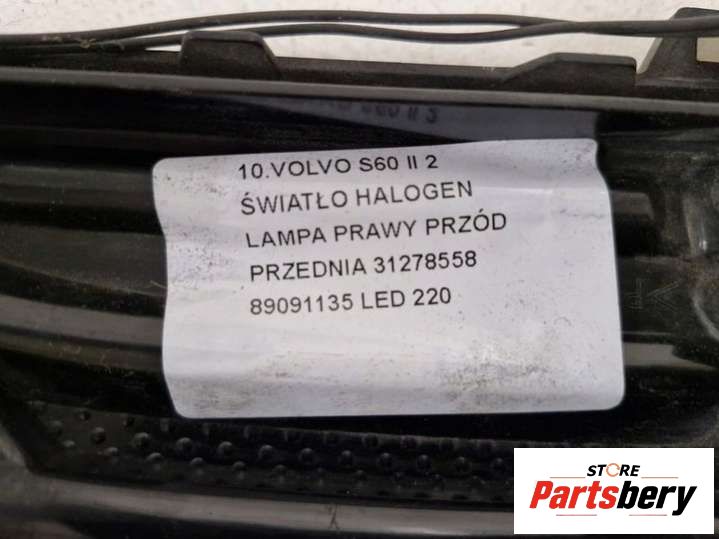 10.VOLVO S60 II 2
ŚWIATŁO HALOGEN
LAMPA PRAWY PRZÓD
PRZEDNIA 31278558
89091135 LED 220
STORE
Partsbery